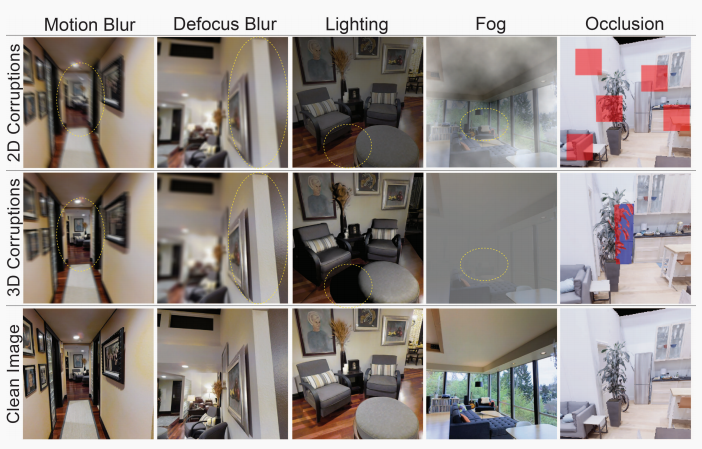 Motion Blur Defocus Blur Lighting Fog Occlusion
2D Corruptions
3D Corruptions
Clean Image